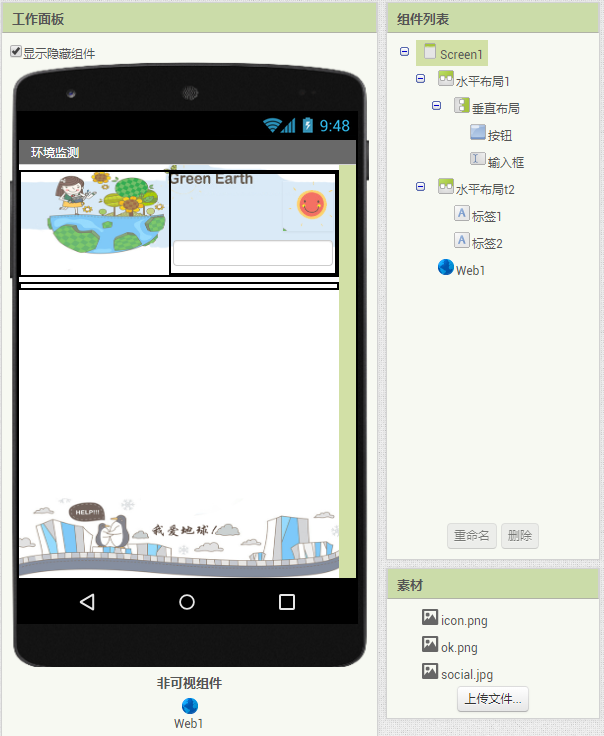 工作面板
显示隐藏组件
9:48
环境监测
Green Earth
HELP!!!
我爱地球!
非可视组件
Web1
组件列表
Screen1
水平布局1
垂直布局
按钮
输入框
水平布局t2
A 标签1
A 标签2
Web1
重命名 删除
素材
icon.png
ok.png
social.jpg
上传文件...